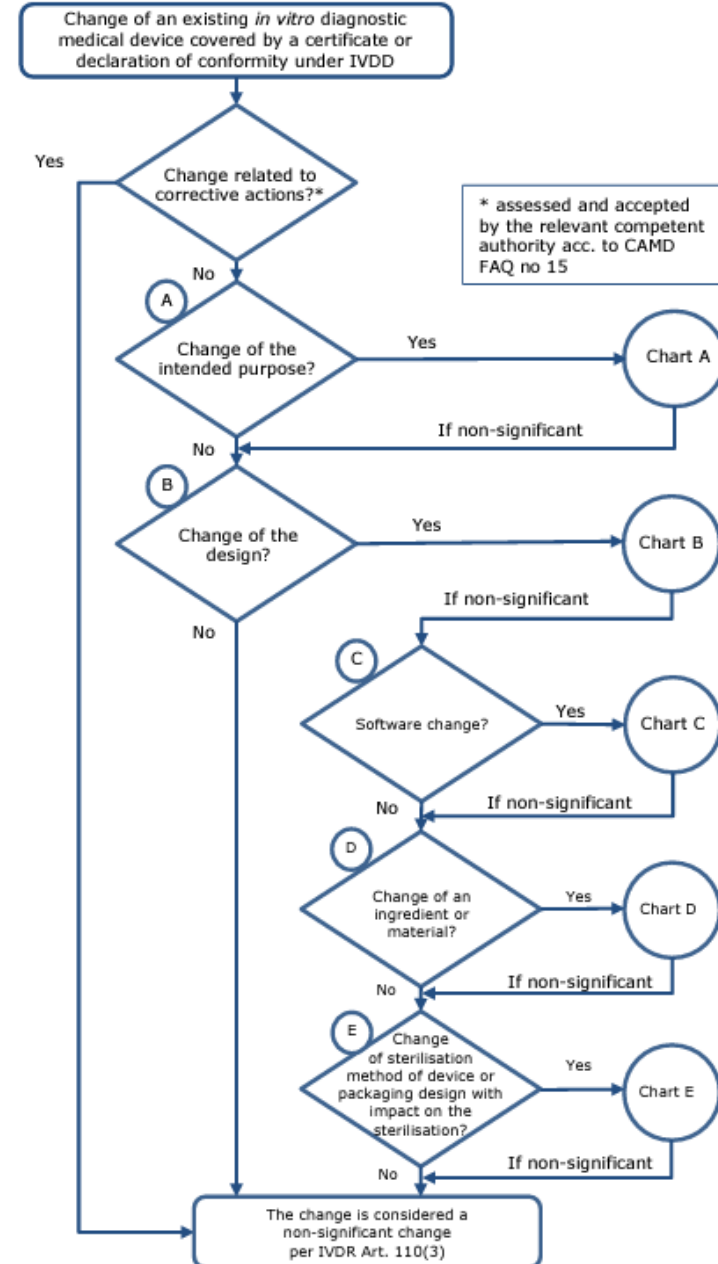 Change of an existing in vitro diagnostic
medical device covered by a certificate or
declaration of conformity under IVDD
Yes
Change related to
corrective actions?*
* assessed and accepted
by the relevant competent
authority acc. to CAMD
FAQ no 15
No
A
Change of the
intended purpose?
Yes
Chart A
If non-significant
No
B
Change of the
design?
Yes
Chart B
If non-significant
No
C
Software change?
Yes
Chart C
If non-significant
No
D
Change of an
ingredient or
material?
Yes
Chart D
If non-significant
No
E
Change
of sterilisation
method of device or
packaging design with
impact on the
sterilisation?
Yes
Chart E
If non-significant
No
The change is considered a
non-significant change
per IVDR Art. 110(3)